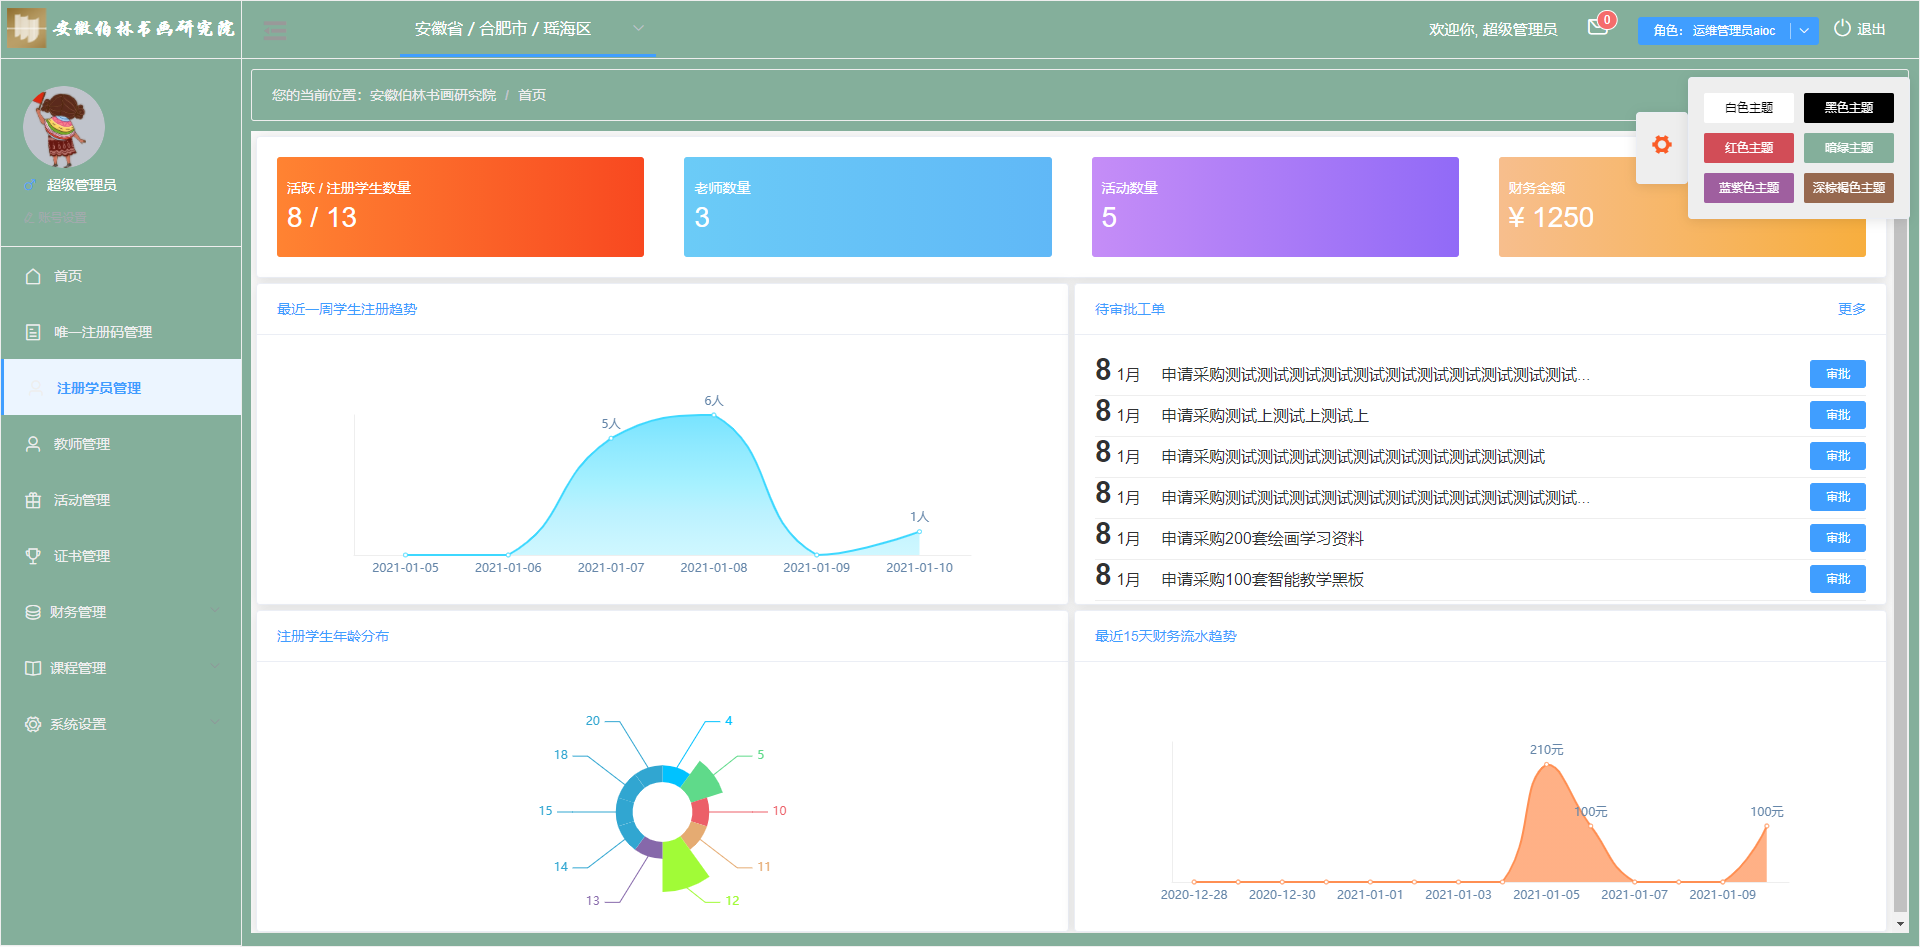 安徽伯林书画研究院
安徽省 / 合肥市 / 瑶海区
欢迎你, 超级管理员
0
角色： 运维管理员aioc
退出
超级管理员
账号设置
首页
唯一注册码管理
注册学员管理
教师管理
活动管理
证书管理
财务管理
课程管理
系统设置
您的当前位置：安徽伯林书画研究院 / 首页
白色主题
黑色主题
红色主题
暗绿主题
蓝紫色主题
深棕褐色主题
活跃 / 注册学生数量
8 / 13
老师数量
3
活动数量
5
财务金额
¥ 1250
最近一周学生注册趋势
5人
6人
1人
2021-01-05 2021-01-06 2021-01-07 2021-01-08 2021-01-09 2021-01-10
待审批工单
更多
8 1月 申请采购测试测试测试测试测试测试测试测试测试测试测试... 审批
8 1月 申请采购测试上测试上测试上 审批
8 1月 申请采购测试测试测试测试测试测试测试测试测试测试 审批
8 1月 申请采购测试测试测试测试测试测试测试测试测试测试测试... 审批
8 1月 申请采购200套绘画学习资料 审批
8 1月 申请采购100套智能教学黑板 审批
注册学生年龄分布
20
4
18
5
15
10
14
11
13
12
最近15天财务流水趋势
210元
100元
100元
2020-12-28 2020-12-30 2021-01-01 2021-01-03 2021-01-05 2021-01-07 2021-01-09